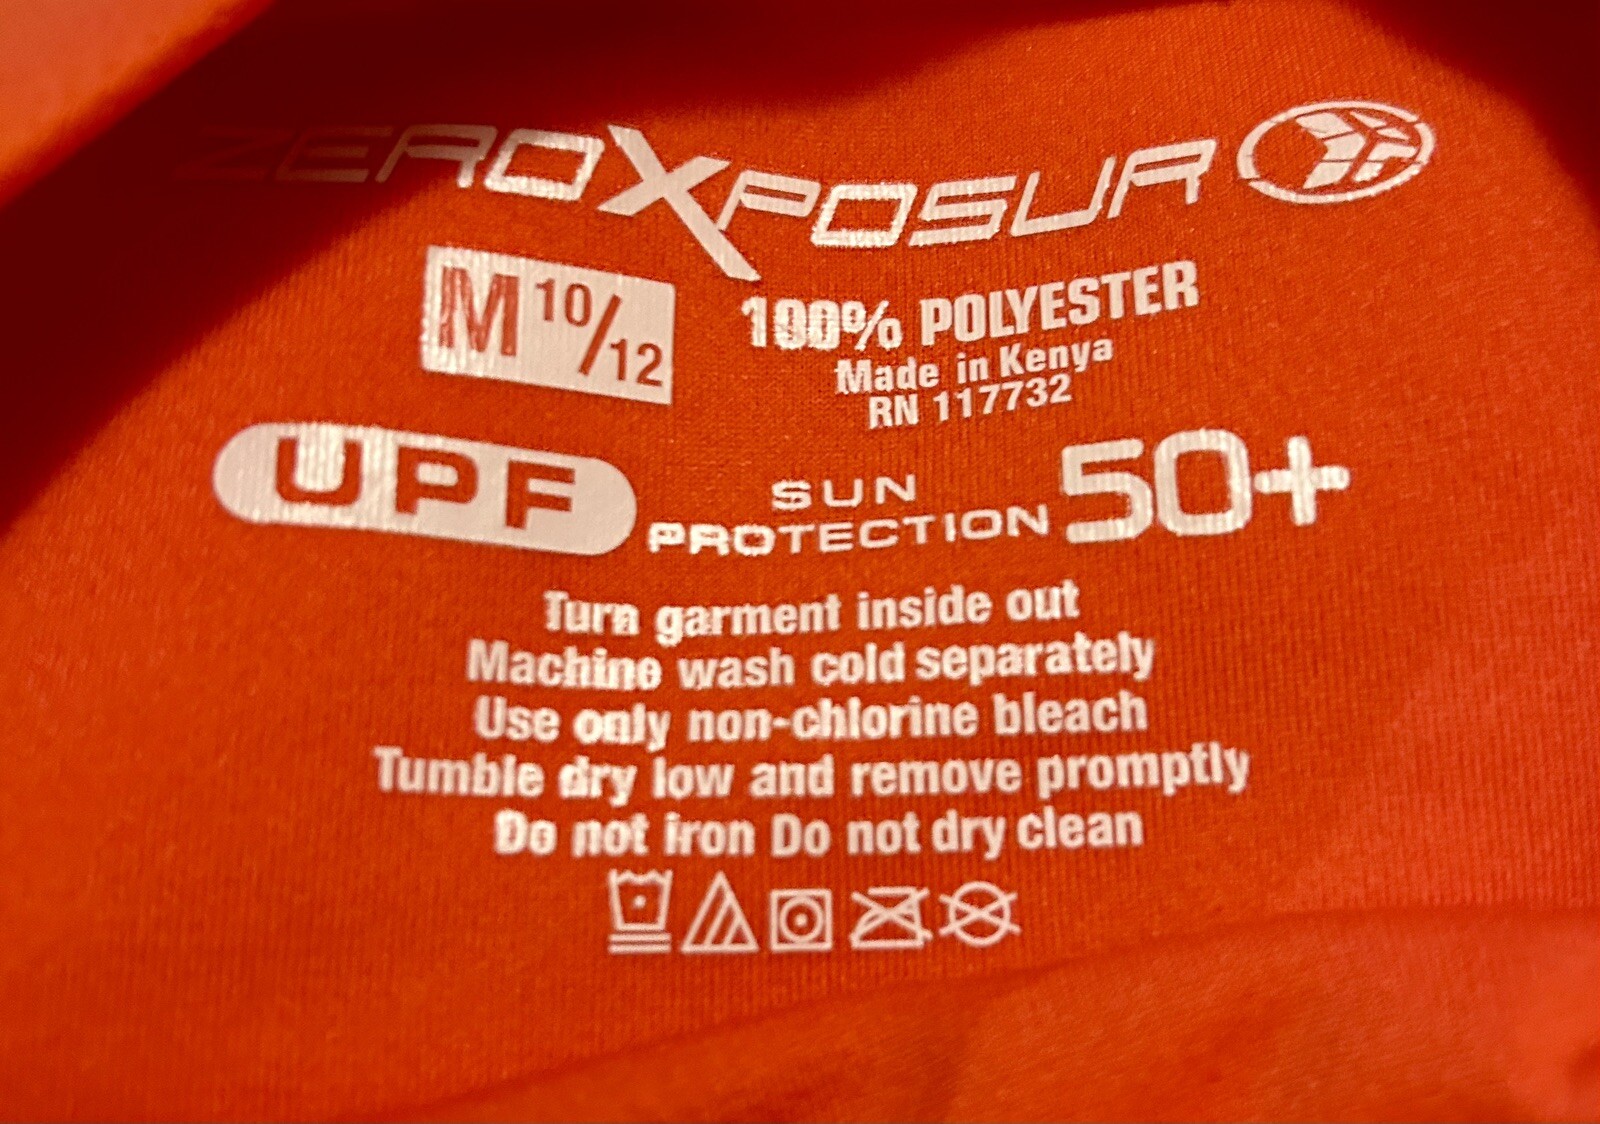 ZEROXPOSUR
M 10/12
100% POLYESTER
Made in Kenya
RN 117732
UPF
SUN
PROTECTION
50+
Turn garment inside out
Machine wash cold separately
Use only non-chlorine bleach
Tumble dry low and remove promptly
Do not iron Do not dry clean